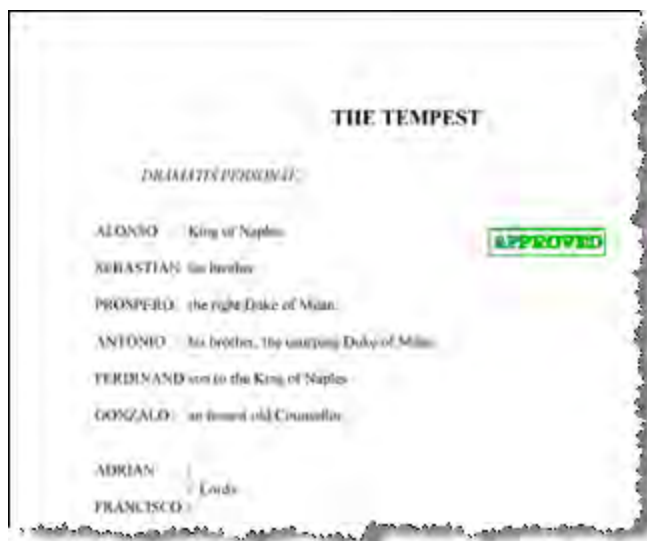 THE TEMPEST
DRAMATIS PERSONAE
ALONSO King of Naples
APPROVED
SEBASTIAN his brother
PROSPERO the right Duke of Milan
ANTONIO his brother, the usurping Duke of Milan
FERDINAND son to the King of Naples
GONZALO an honest old Counsellor
ADRIAN
Lords
FRANCISCO